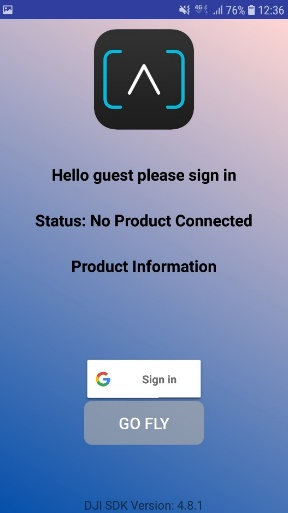 4G 76% 12:36
Hello guest please sign in
Status: No Product Connected
Product Information
Sign in
GO FLY
DJI SDK Version: 4.8.1